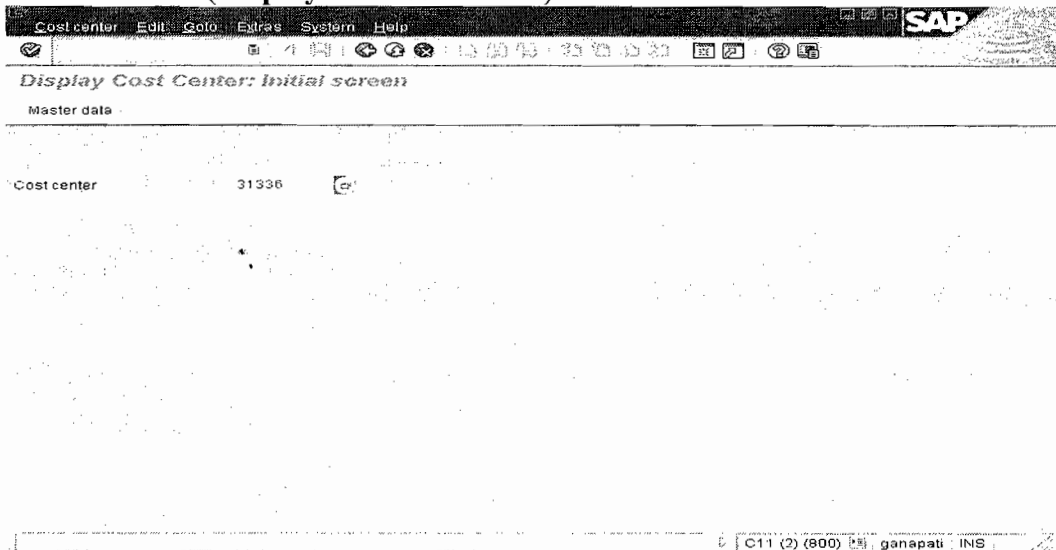 Cost center Edit Goto Extras System Help
SAP
Display Cost Center: Initial screen
Master data
Cost center 31336
C11 (2) (800) ganapati INS